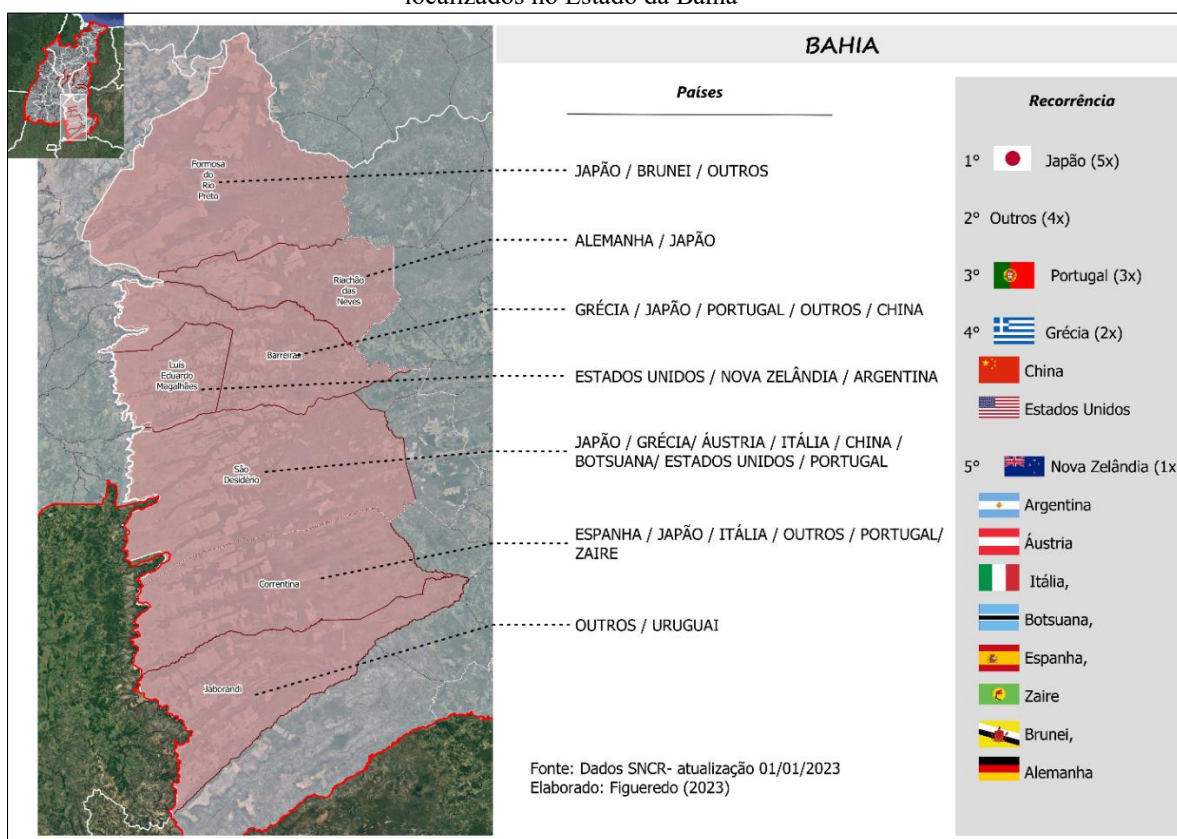 localizados no Estado da Bahia
BAHIA
Países
Recorrência
Formosa
do
Rio
Preto
JAPÃO / BRUNEI / OUTROS
Riachão
das
Neves
ALEMANHA / JAPÃO
Barreiras
GRÉCIA / JAPÃO / PORTUGAL / OUTROS / CHINA
Luís
Eduardo
Magalhães
ESTADOS UNIDOS / NOVA ZELÂNDIA / ARGENTINA
São
Desidério
JAPÃO / GRÉCIA/ ÁUSTRIA / ITÁLIA / CHINA /
BOTSUANA/ ESTADOS UNIDOS / PORTUGAL
Correntina
ESPANHA / JAPÃO / ITÁLIA / OUTROS / PORTUGAL/
ZAIRE
Jaborandi
OUTROS / URUGUAI
Fonte: Dados SNCR- atualização 01/01/2023
Elaborado: Figueredo (2023)
1° Japão (5x)
2° Outros (4x)
3° Portugal (3x)
4° Grécia (2x)
China
Estados Unidos
5° Nova Zelândia (1x
Argentina
Áustria
Itália,
Botsuana,
Espanha,
Zaire
Brunei,
Alemanha